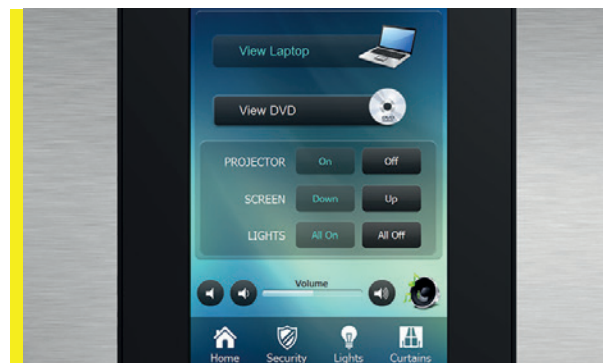 View Laptop
View DVD
DVD
PROJECTOR On Off
SCREEN Down Up
LIGHTS All On All Off
Volume
Home Security Lights Curtains